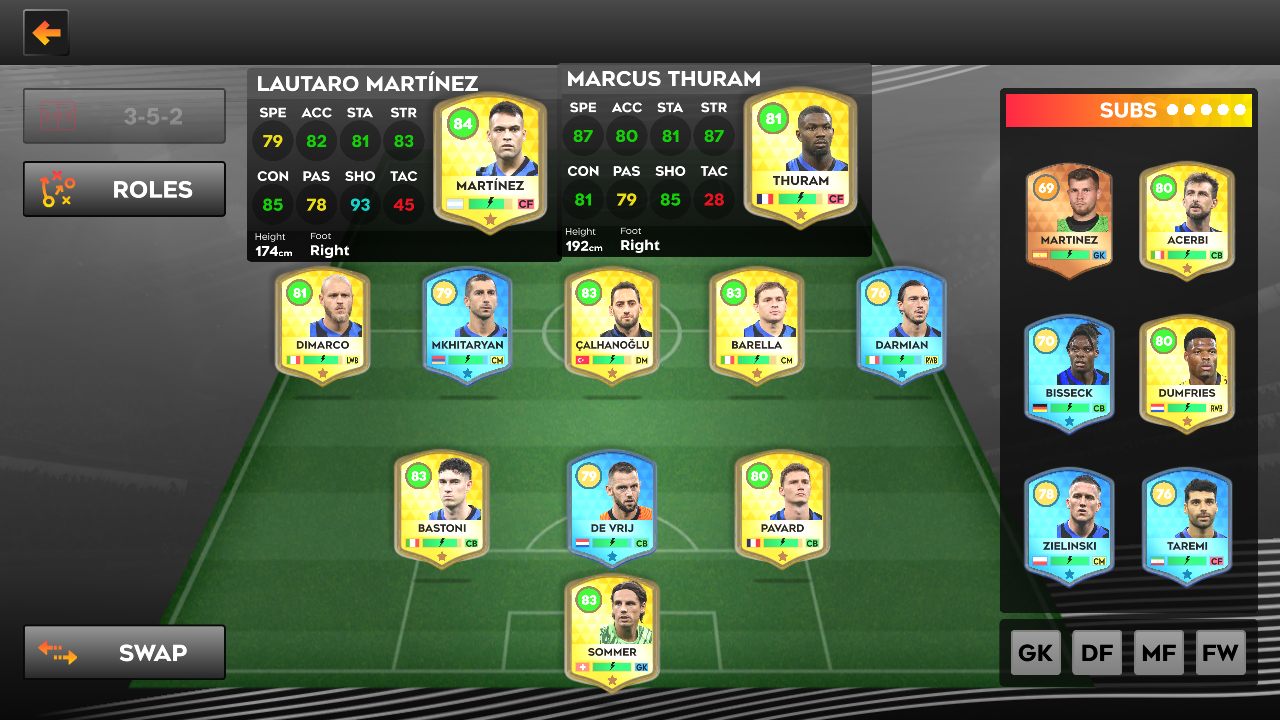 3-5-2
ROLES
LAUTARO MARTÍNEZ
SPE ACC STA STR
79 82 81 83
CON PAS SHO TAC
85 78 93 45
Height Foot
174cm Right
84
MARTÍNEZ
CF
MARCUS THURAM
SPE ACC STA STR
87 80 81 87
CON PAS SHO TAC
81 79 85 28
Height Foot
192cm Right
81
THURAM
CF
81 79 83 83 76
DIMARCO MKHITARYAN ÇALHANOĞLU BARELLA DARMIAN
LWB CM DM CM RWB
83 79 80
BASTONI DE VRIJ PAVARD
CB CB CB
83
SOMMER
GK
SWAP
SUBS
69 80
MARTINEZ ACERBI
GK CB
70 80
BISSECK DUMFRIES
CB RWB
78 76
ZIELINSKI TAREMI
CM CF
GK DF MF FW